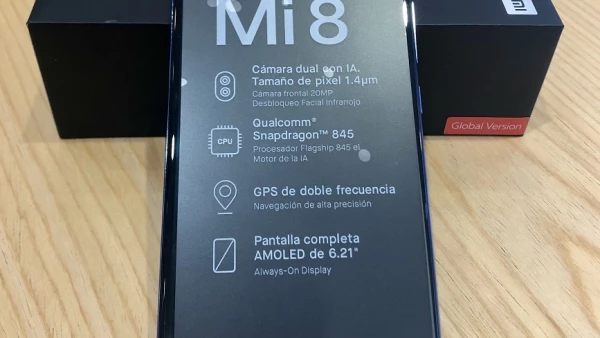 Mi 8
Cámara dual con IA.
Tamaño de pixel 1.4μm
Cámara frontal 20MP
Desbloqueo Facial Infrarrojo
CPU
Qualcomm®
Snapdragon™ 845
Procesador Flagship 845 el
Motor de la IA
GPS de doble frecuencia
Navegación de alta precisión
Pantalla completa
AMOLED de 6.21"
Always-On Display
mi
Global Version